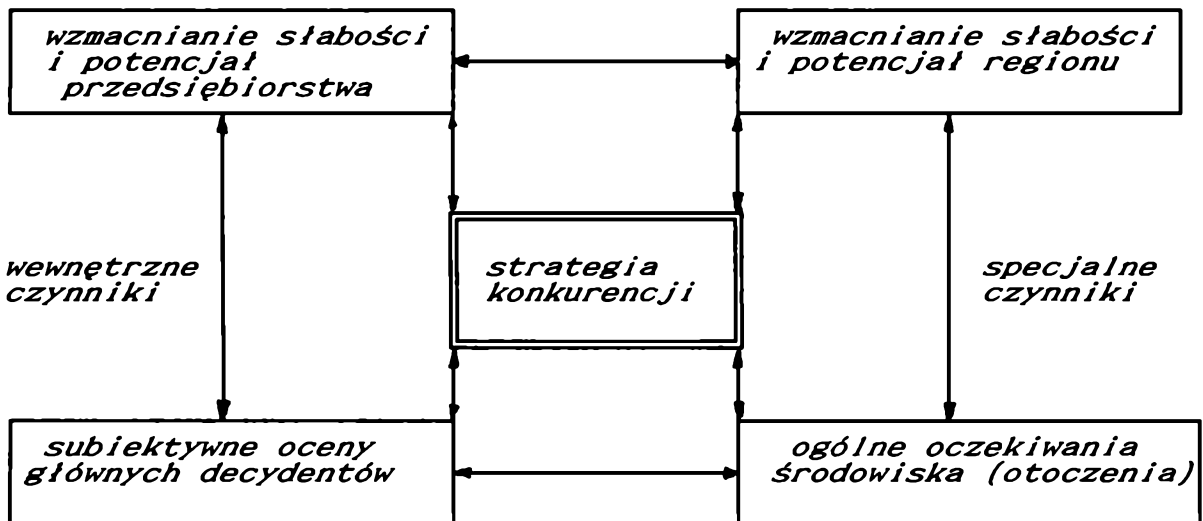 wzmacnianie słabości
i potencjał
przedsiębiorstwa
wzmacnianie słabości
i potencjał regionu
wewnętrzne
czynniki
strategia
konkurencji
specjalne
czynniki
subiektywne oceny
głównych decydentów
ogólne oczekiwania
środowiska (otoczenia)